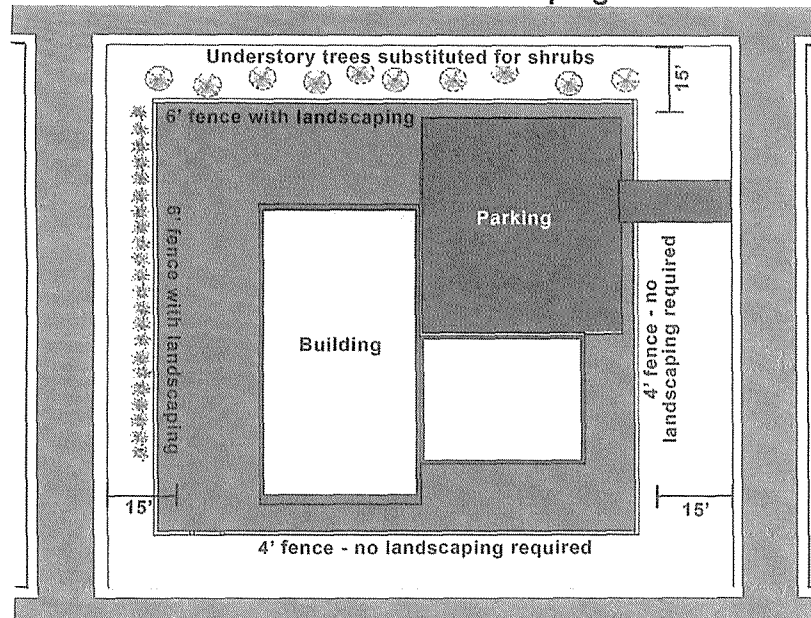 Understory trees substituted for shrubs
15'
6' fence with landscaping
Parking
6' fence with landscaping
4' fence - no
landscaping required
Building
15'
15'
4' fence - no landscaping required